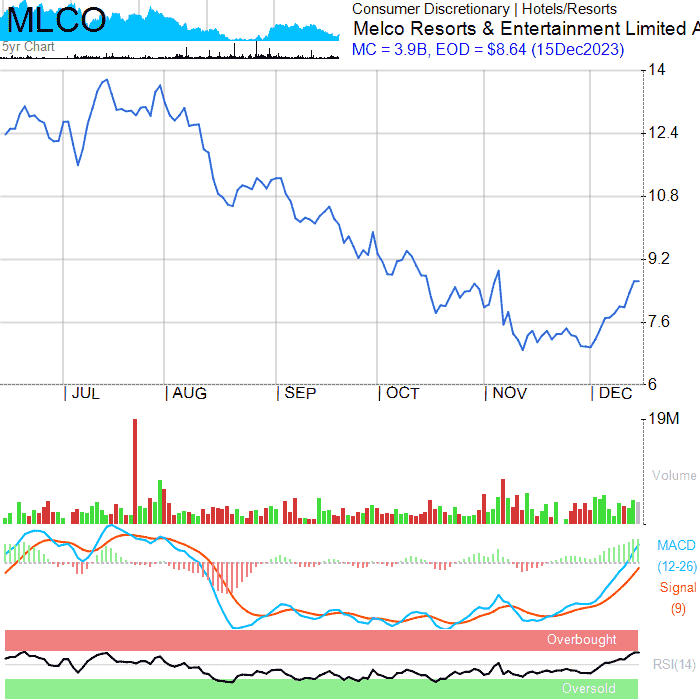 MLCO
5yr Chart
Consumer Discretionary | Hotels/Resorts
Melco Resorts & Entertainment Limited A
MC = 3.9B, EOD = $8.64 (15Dec2023)
14
12.4
10.8
9.2
7.6
6
| JUL | AUG | SEP | OCT | NOV | DEC
19M
Volume
MACD
(12-26)
Signal
(9)
Overbought
RSI(14)
Oversold